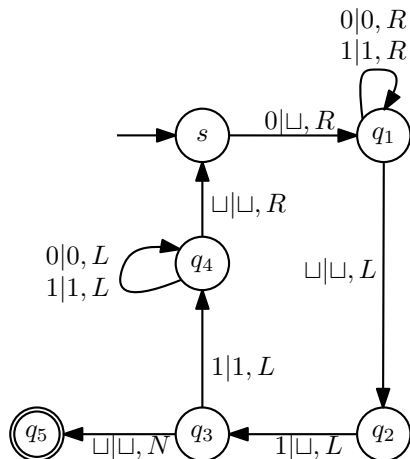 0|0, R
1|1, R
s
0|⊔, R
q₁
⊔|⊔, R
0|0, L
1|1, L
q₄
⊔|⊔, L
1|1, L
q₅
⊔|⊔, N
q₃
1|⊔, L
q₂